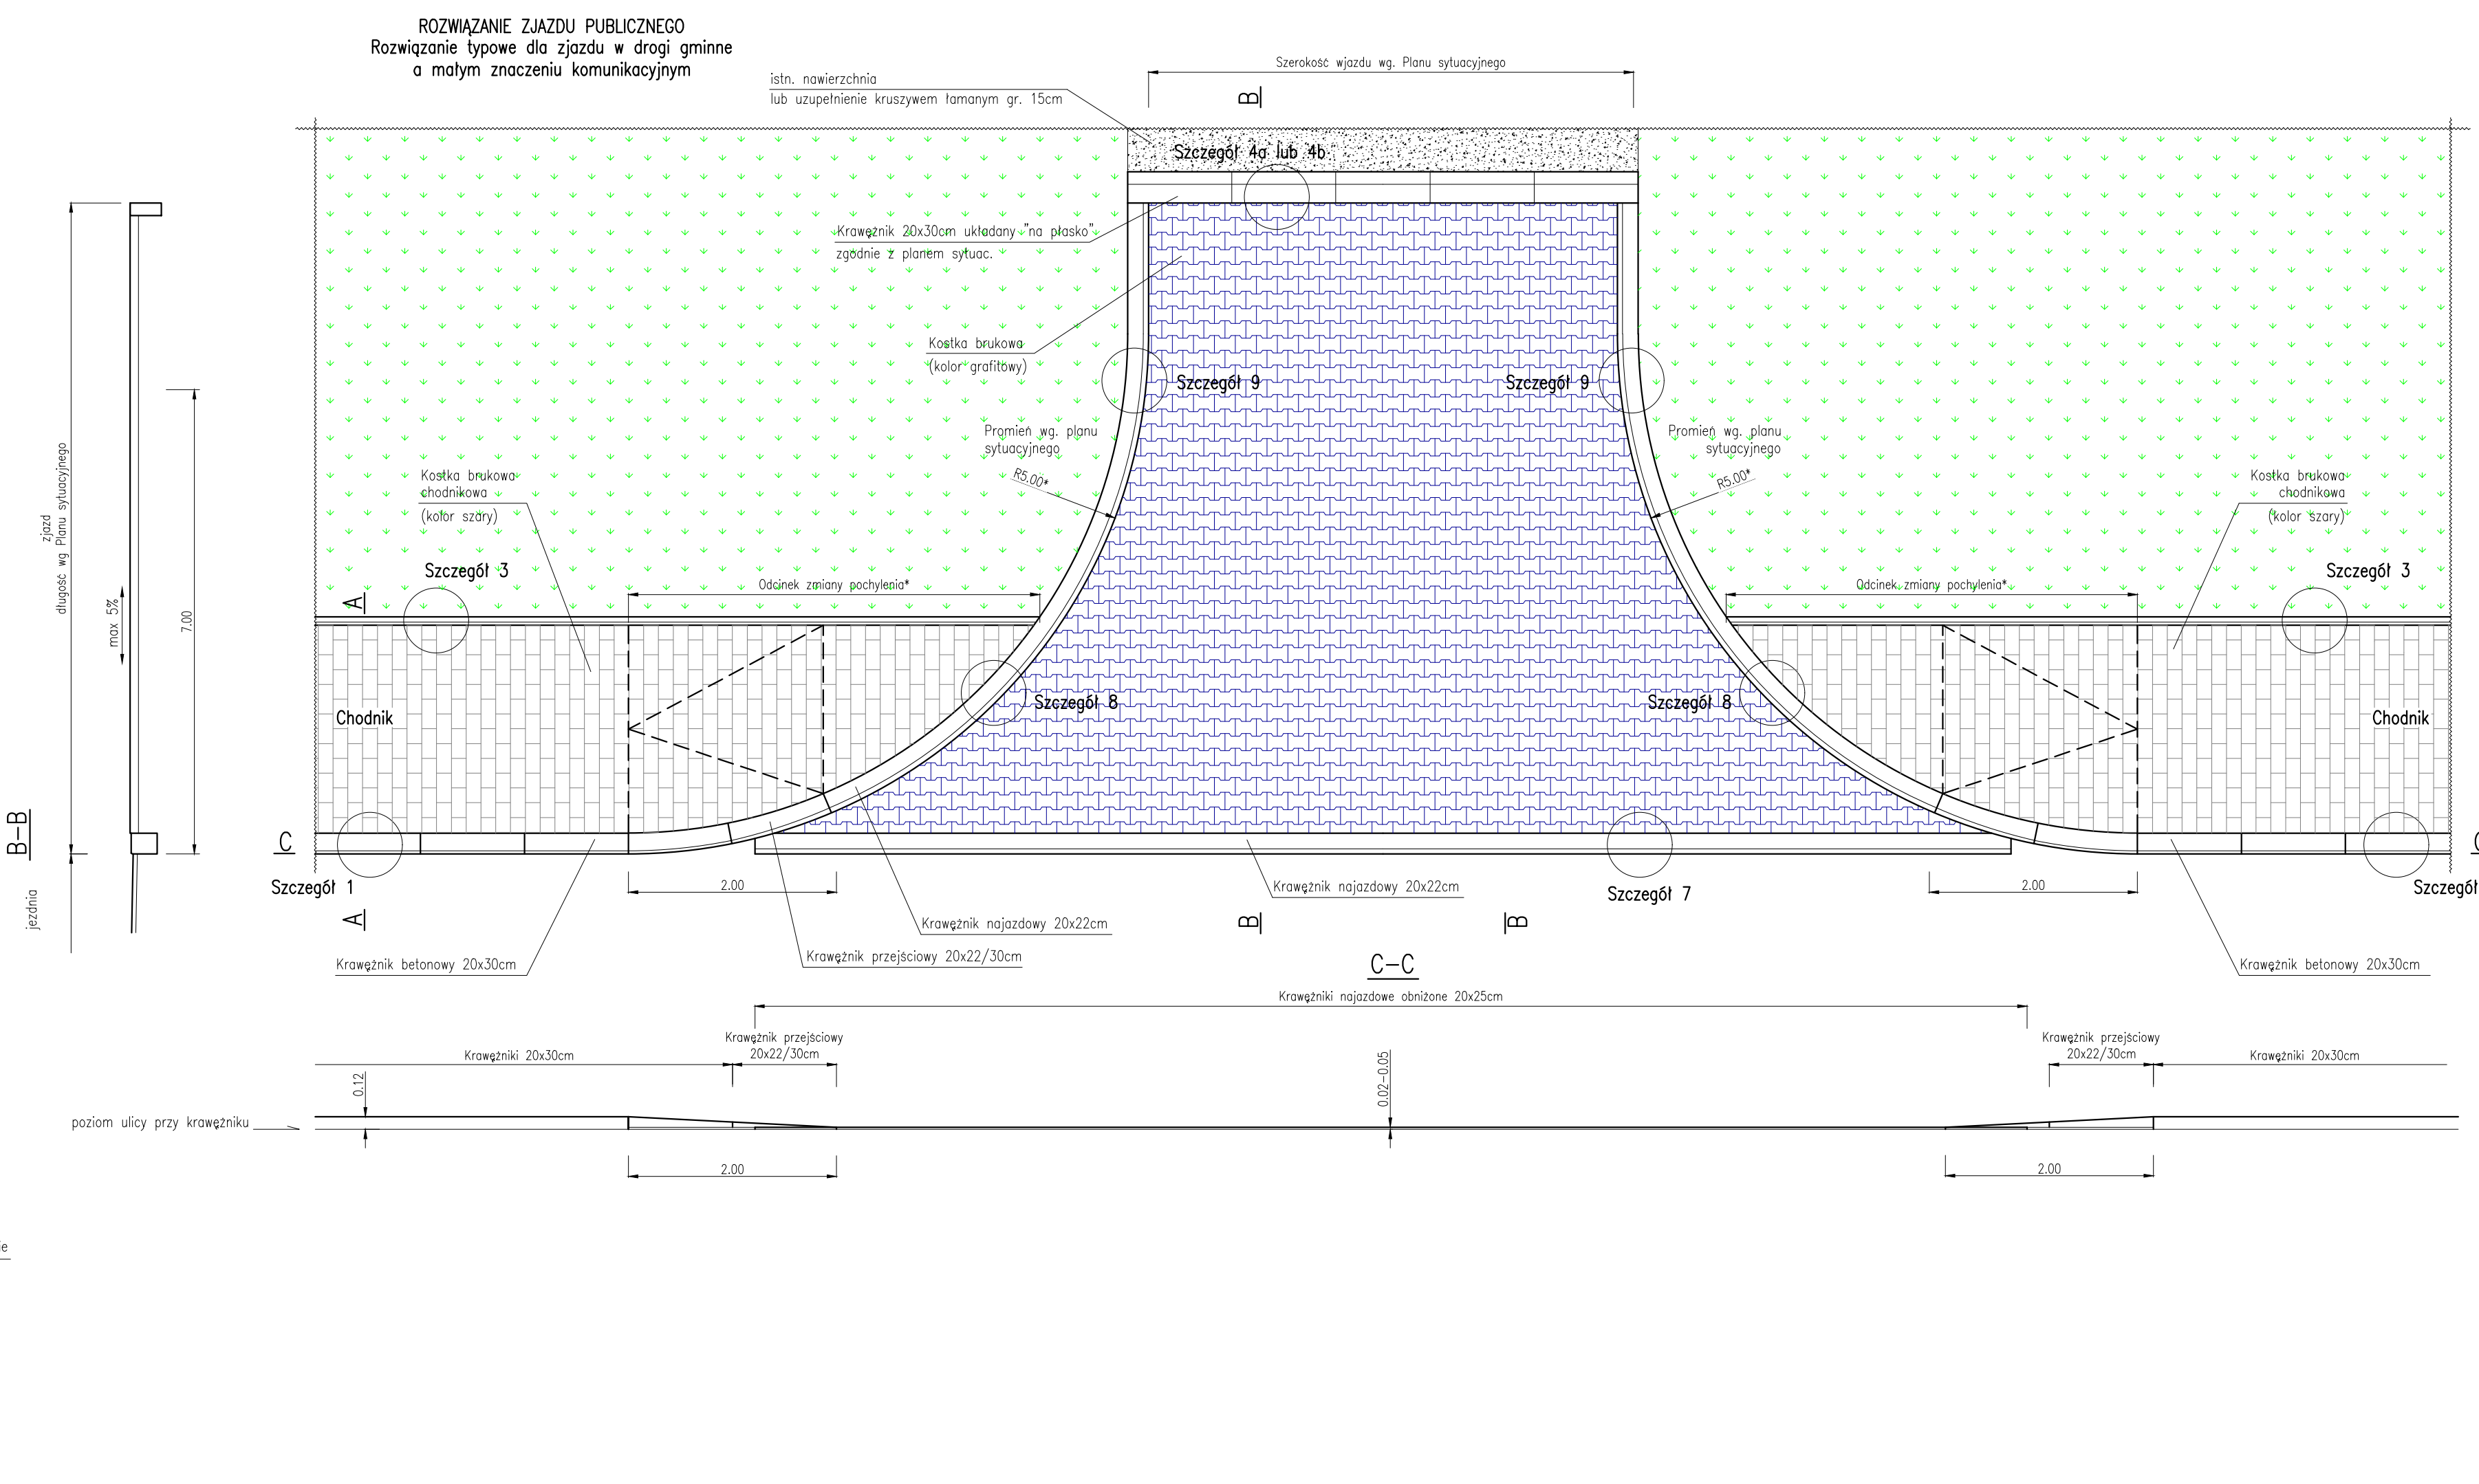 ROZWIĄZANIE ZJAZDU PUBLICZNEGO
Rozwiązanie typowe dla zjazdu w drogi gminne
a małym znaczeniu komunikacyjnym
istn. nawierzchnia
lub uzupełnienie kruszywem łamanym gr. 15cm
Szerokość wjazdu wg. Planu sytuacyjnego
B
Szczegół 4a lub 4b
Krawężnik 20x30cm układany "na płasko"
zgodnie z planem sytuac.
Kostka brukowa
(kolor grafitowy)
Szczegół 9
Szczegół 9
Promień wg. planu
sytuacyjnego
R5.00*
Promień wg. planu
sytuacyjnego
R5.00*
Kostka brukowa
chodnikowa
(kolor szary)
Kostka brukowa
chodnikowa
(kolor szary)
Szczegół 3
Szczegół 3
A
Odcinek zmiany pochylenia*
Odcinek zmiany pochylenia*
zjazd
długość wg Planu sytuacyjnego
max 5%
7.00
Szczegół 8
Szczegół 8
Chodnik
Chodnik
B-B
jezdnia
C
Szczegół 1
2.00
Krawężnik najazdowy 20x22cm
Szczegół 7
2.00
Szczegół
A
Krawężnik najazdowy 20x22cm
B
B
Krawężnik przejściowy 20x22/30cm
Krawężnik betonowy 20x30cm
Krawężnik betonowy 20x30cm
C-C
Krawężniki najazdowe obniżone 20x25cm
Krawężniki 20x30cm
Krawężnik przejściowy
20x22/30cm
Krawężnik przejściowy
20x22/30cm
Krawężniki 20x30cm
0.12
0.02-0.05
poziom ulicy przy krawężniku
2.00
2.00